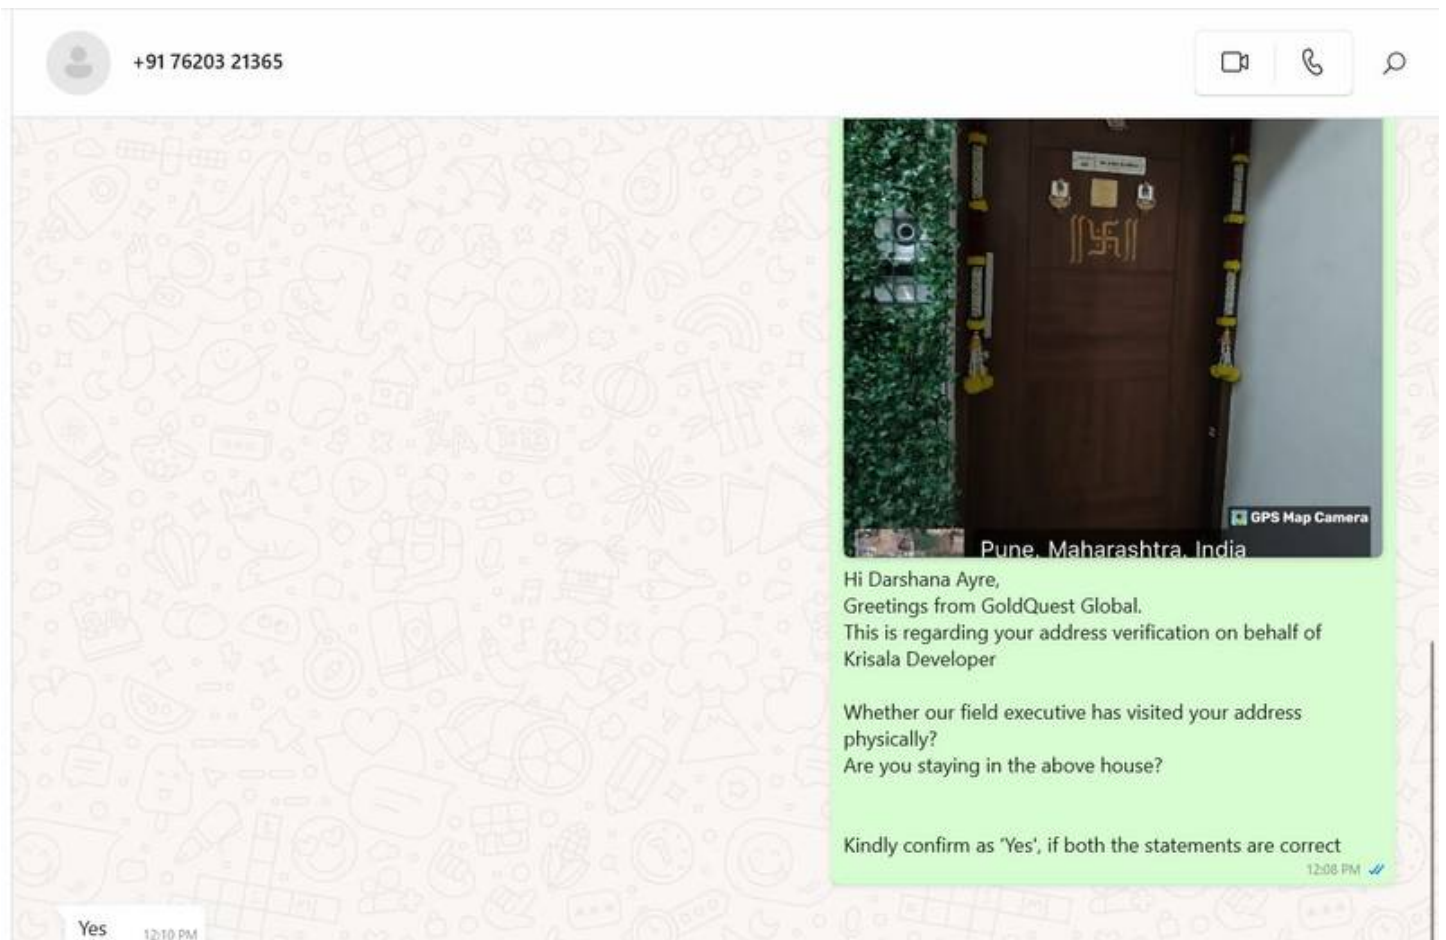 +91 76203 21365
GPS Map Camera
Pune, Maharashtra, India
Hi Darshana Ayre,
Greetings from GoldQuest Global.
This is regarding your address verification on behalf of
Krisala Developer
Whether our field executive has visited your address
physically?
Are you staying in the above house?
Kindly confirm as 'Yes', if both the statements are correct
12:08 PM
Yes
12:10 PM